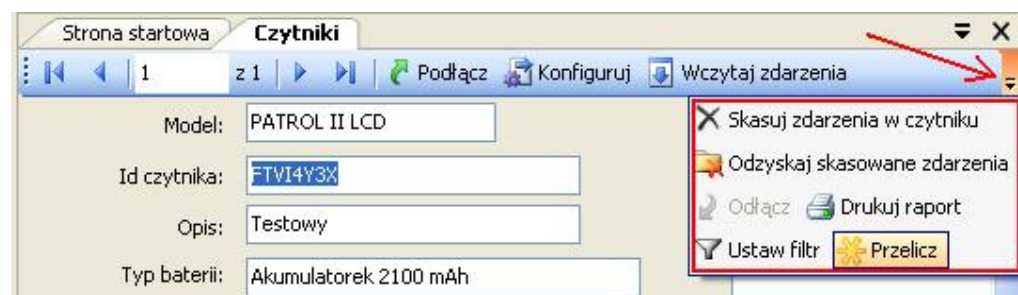 Strona startowa Czytniki
1 z 1 Podłącz Konfiguruj Wczytaj zdarzenia
Model: PATROL II LCD
Skasuj zdarzenia w czytniku
Id czytnika: FTVI4Y3X
Odzyskaj skasowane zdarzenia
Opis: Testowy
Odłącz Drukuj raport
Ustaw filtr Przelicz
Typ baterii: Akumulatorek 2100 mAh